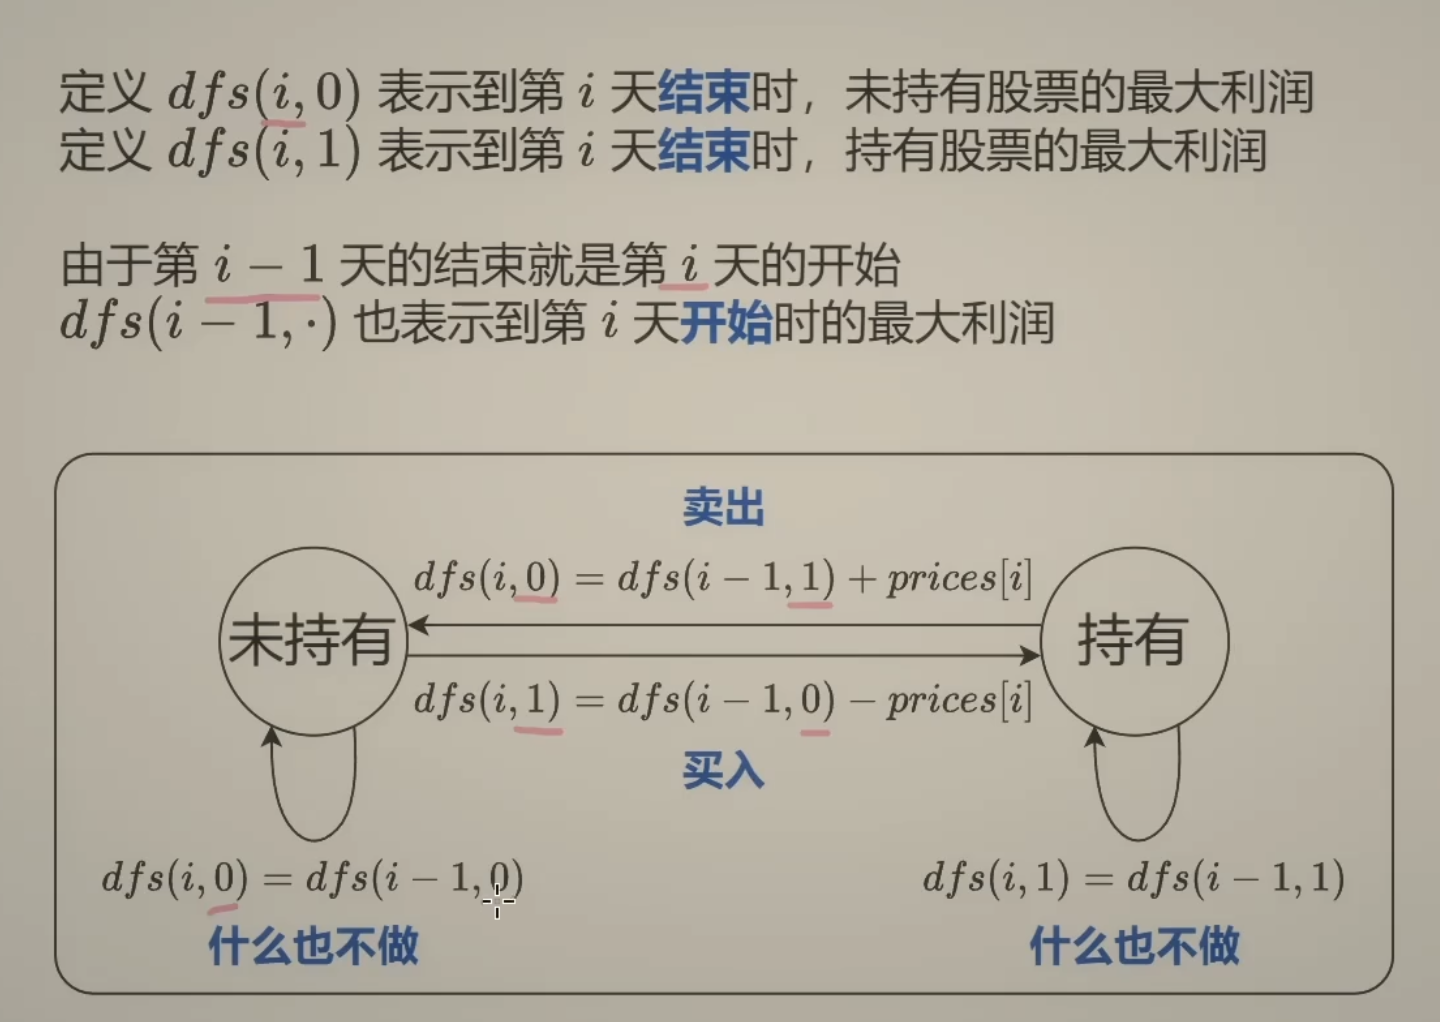 定义 dfs(i, 0) 表示到第 i 天结束时，未持有股票的最大利润
定义 dfs(i, 1) 表示到第 i 天结束时，持有股票的最大利润
由于第 i − 1 天的结束就是第 i 天的开始
dfs(i − 1, ·) 也表示到第 i 天开始时的最大利润
卖出
dfs(i, 0) = dfs(i − 1, 1) + prices[i]
未持有
持有
dfs(i, 1) = dfs(i − 1, 0) − prices[i]
买入
dfs(i, 0) = dfs(i − 1, 0)
dfs(i, 1) = dfs(i − 1, 1)
什么也不做
什么也不做